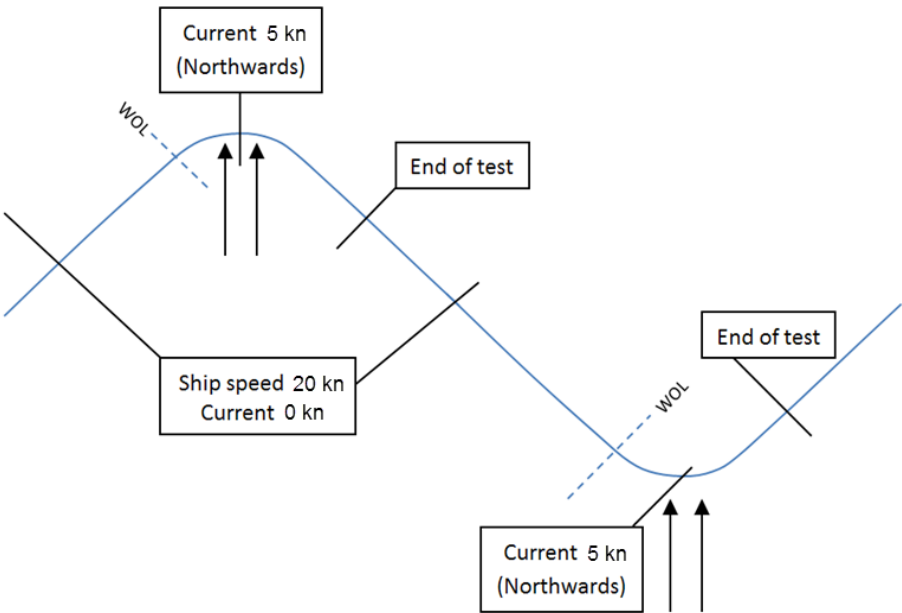 Current 5 kn
(Northwards)
WOL
End of test
End of test
Ship speed 20 kn
Current 0 kn
WOL
Current 5 kn
(Northwards)